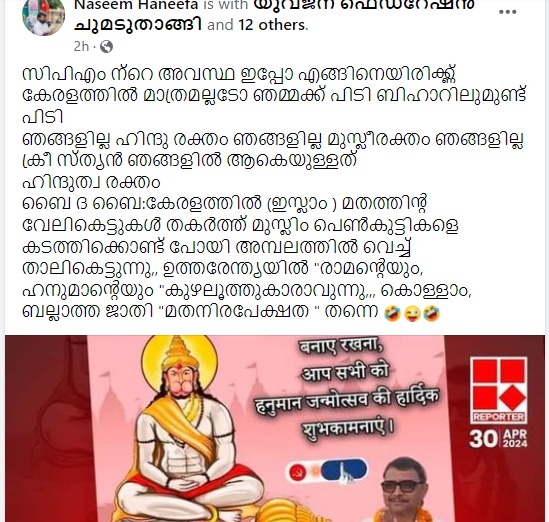 Naseem Haneefa is with യുവജന ഫെഡറേഷൻ
ചുമടുതാങ്ങി and 12 others.
2h
സിപിഎം ന്റെ അവസ്ഥ ഇപ്പോ എങ്ങിനെയിരിക്ക്ണ്
കേരളത്തിൽ മാത്രമല്ലടോ ഞമ്മക്ക് പിടി ബിഹാറിലുമുണ്ട്
പിടി
ഞങ്ങളില്ല ഹിന്ദു രക്തം ഞങ്ങളില്ല മുസ്ലീരക്തം ഞങ്ങളില്ല
ക്രീ സ്ത്യൻ ഞങ്ങളിൽ ആകെയുള്ളത്
ഹിന്ദുത്വ രക്തം
ബൈ ദ ബൈ:കേരളത്തിൽ (ഇസ്ലാം ) മതത്തിന്റ
വേലികെട്ടുകൾ തകർത്ത് മുസ്ലിം പെൺകുട്ടികളെ
കടത്തിക്കൊണ്ട് പോയി അമ്പലത്തിൽ വെച്ച്
താലികെട്ടുന്നു,, ഉത്തരേന്ത്യയിൽ "രാമന്റെയും,
ഹനുമാന്റെയും "കുഴലൂത്തുകാരാവുന്നു,,, കൊള്ളാം,
ബല്ലാത്ത ജാതി "മതനിരപേക്ഷത " തന്നെ 🤣😜🤣
बनाए रखना,
आप सभी को
हनुमान जन्मोत्सव की हार्दिक
शुभकामनाएं।
REPORTER
30 APR
2024